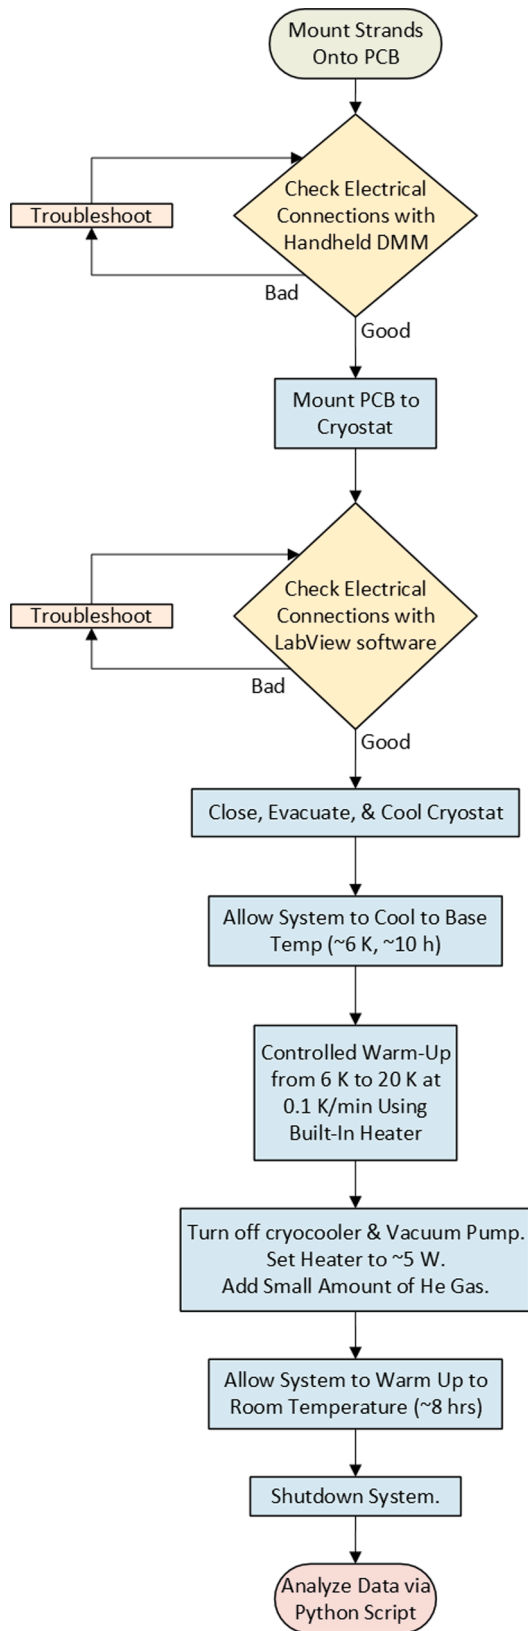 Mount Strands
Onto PCB
Check Electrical
Connections with
Handheld DMM
Troubleshoot
Bad
Good
Mount PCB to
Cryostat
Check Electrical
Connections with
LabView software
Troubleshoot
Bad
Good
Close, Evacuate, & Cool Cryostat
Allow System to Cool to Base
Temp (~6 K, ~10 h)
Controlled Warm-Up
from 6 K to 20 K at
0.1 K/min Using
Built-In Heater
Turn off cryocooler & Vacuum Pump.
Set Heater to ~5 W.
Add Small Amount of He Gas.
Allow System to Warm Up to
Room Temperature (~8 hrs)
Shutdown System.
Analyze Data via
Python Script